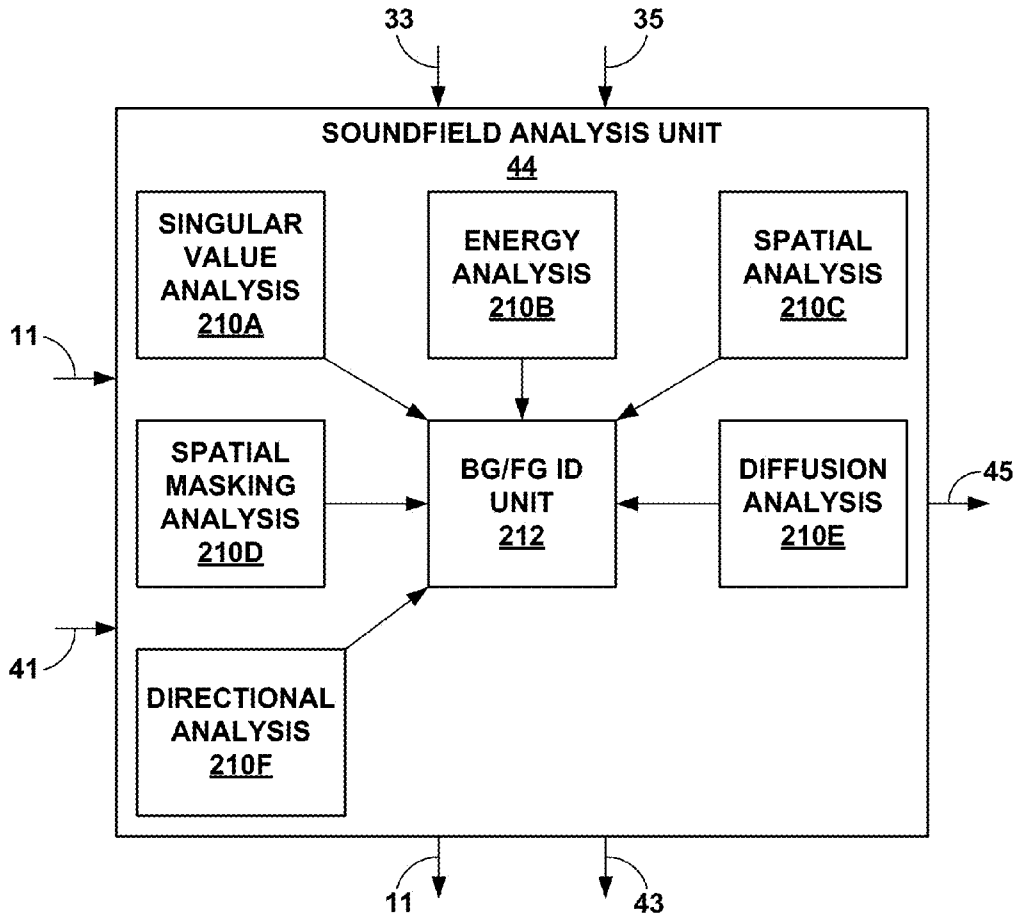 33
35
SOUNDFIELD ANALYSIS UNIT
44
SINGULAR
VALUE
ANALYSIS
210A
ENERGY
ANALYSIS
210B
SPATIAL
ANALYSIS
210C
11
SPATIAL
MASKING
ANALYSIS
210D
BG/FG ID
UNIT
212
DIFFUSION
ANALYSIS
210E
45
41
DIRECTIONAL
ANALYSIS
210F
11
43